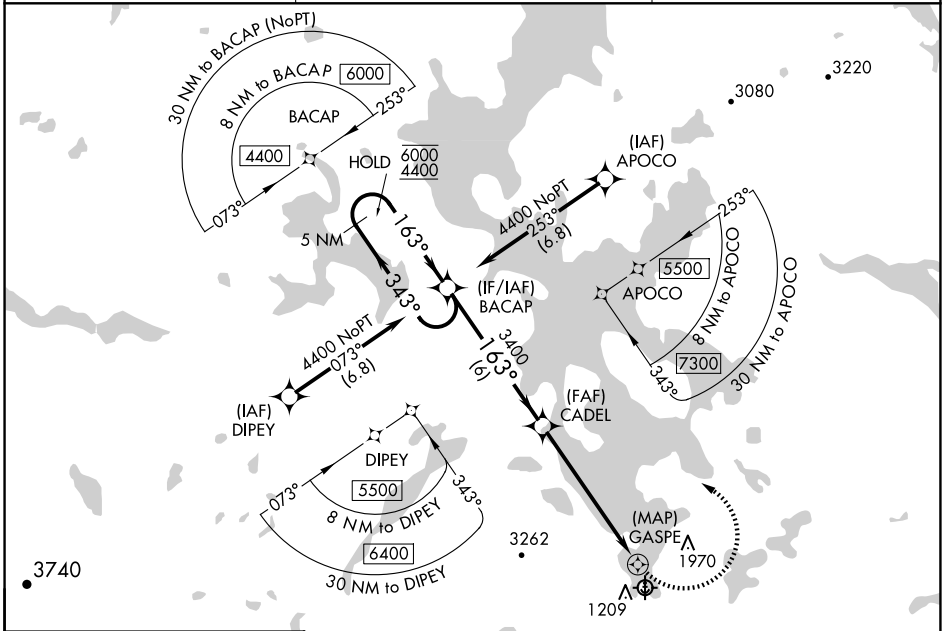 30 NM to BACAP (NoPT)
8 NM to BACAP
6000
BACAP
253°
4400
073°
HOLD
6000
4400
5 NM
163°
343°
(IF/IAF)
BACAP
4400 NoPT
253°
(6.8)
(IAF)
APOCO
3080
3220
253°
5500
APOCO
8 NM to APOCO
30 NM to APOCO
7300
343°
4400 NoPT
073°
(6.8)
(IAF)
DIPEY
3400
163°
(6)
(FAF)
CADEL
DIPEY
073°
343°
5500
8 NM to DIPEY
6400
30 NM to DIPEY
3262
(MAP)
GASPE
1970
1209
3740